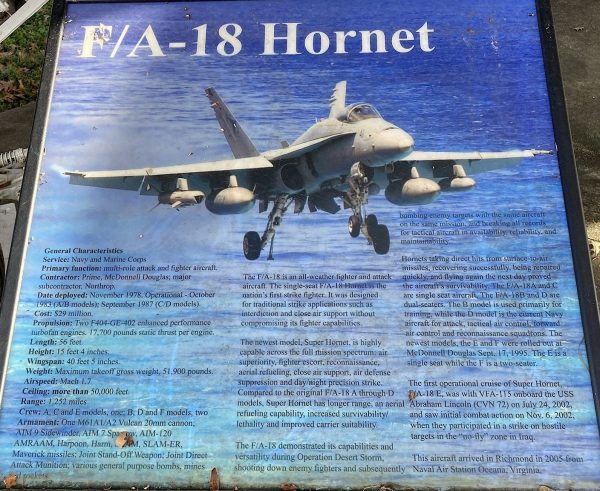 F/A-18 Hornet
General Characteristics
Service: Navy and Marine Corps
Primary function: multi-role attack and fighter aircraft.
Contractor: Prime, McDonnell Douglas; major
subcontractor, Northrop.
Date deployed: November 1978. Operational - October
1983 (A/B models); September 1987 (C/D models).
Cost: $29 million.
Propulsion: Two F404-GE-402 enhanced performance
turbofan engines. 17,700 pounds static thrust per engine.
Length: 56 feet.
Height: 15 feet 4 inches.
Wingspan: 40 feet 5 inches.
Weight: Maximum takeoff gross weight, 51,900 pounds.
Airspeed: Mach 1.7
Ceiling: more than 50,000 feet.
Range: 1,252 miles.
Crew: A, C and E models, one; B, D and F models, two
Armament: One M61A1/A2 Vulcan 20mm cannon,
AIM 9 Sidewinder, AIM 7 Sparrow, AIM-120
AMRAAM, Harpoon, Harm, SLAM-ER,
Maverick missiles; Joint Stand-Off Weapon; Joint Direct
Attack Munition; various general purpose bombs, mines
and rockets.
The F/A-18 is an all-weather fighter and attack
aircraft. The single-seat F/A-18 Hornet is the
nation's first strike fighter. It was designed
for traditional strike applications such as
interdiction and close air support without
compromising its fighter capabilities.
The newest model, Super Hornet, is highly
capable across the full mission spectrum: air
superiority, fighter escort, reconnaissance,
aerial refueling, close air support, air defense
suppression and day/night precision strike.
Compared to the original F/A-18 A through D
models, Super Hornet has longer range, an aerial
refueling capability, increased survivability/
lethality and improved carrier suitability.
The F/A-18 demonstrated its capabilities and
versatility during Operation Desert Storm,
shooting down enemy fighters and subsequently
bombing enemy targets with the same aircraft
on the same mission, and breaking all records
for tactical aircraft in availability, reliability, and
maintainability.
Hornets taking direct hits from surface-to-air
missiles, recovering successfully, being repaired
quickly, and flying again the next day proved
the aircraft's survivability. The F/A-18A and C
are single seat aircraft. The F/A-18B and D are
dual-seaters. The B model is used primarily for
training, while the D model is the current Navy
aircraft for attack, tactical air control, forward
air control and reconnaissance squadrons. The
newest models, the E and F were rolled out at
McDonnell Douglas Sept. 17, 1995. The E is a
single seat while the F is a two-seater.
The first operational cruise of Super Hornet,
F/A-18 E, was with VFA-115 onboard the USS
Abraham Lincoln (CVN 72) on July 24, 2002,
and saw initial combat action on Nov. 6, 2002,
when they participated in a strike on hostile
targets in the "no-fly" zone in Iraq.
This aircraft arrived in Richmond in 2005 from
Naval Air Station Oceana, Virginia.